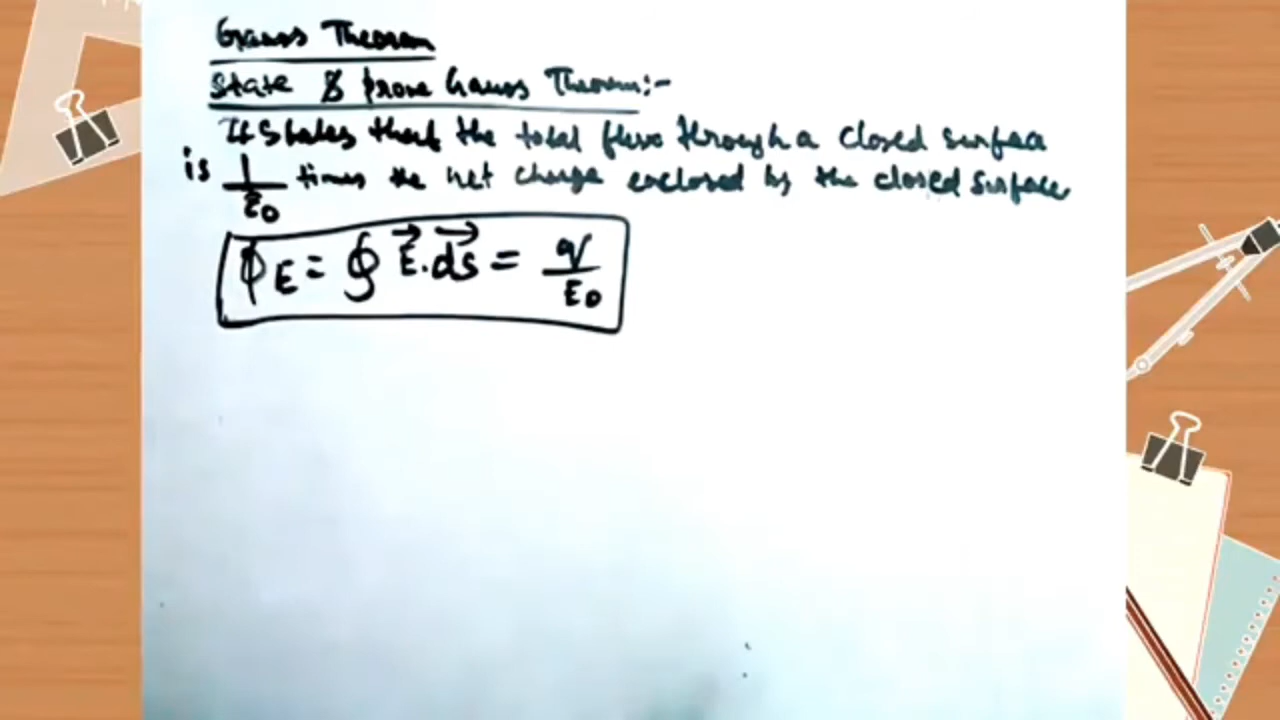 Gauss Theorem
State & prove Gauss Theorem:-
It States that the total flux through a closed surface
is 1/ε0 times the net charge enclosed by the closed surface
ϕE = ∮ E⃗.ds⃗ = q/ε0